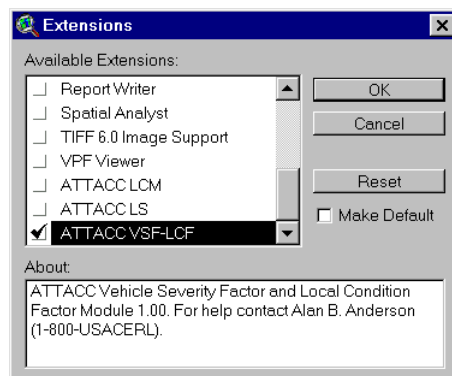 Extensions
Available Extensions:
Report Writer
Spatial Analyst
TIFF 6.0 Image Support
VPF Viewer
ATTACC LCM
ATTACC LS
ATTACC VSF-LCF
OK
Cancel
Reset
Make Default
About:
ATTACC Vehicle Severity Factor and Local Condition
Factor Module 1.00. For help contact Alan B. Anderson
(1-800-USACERL).